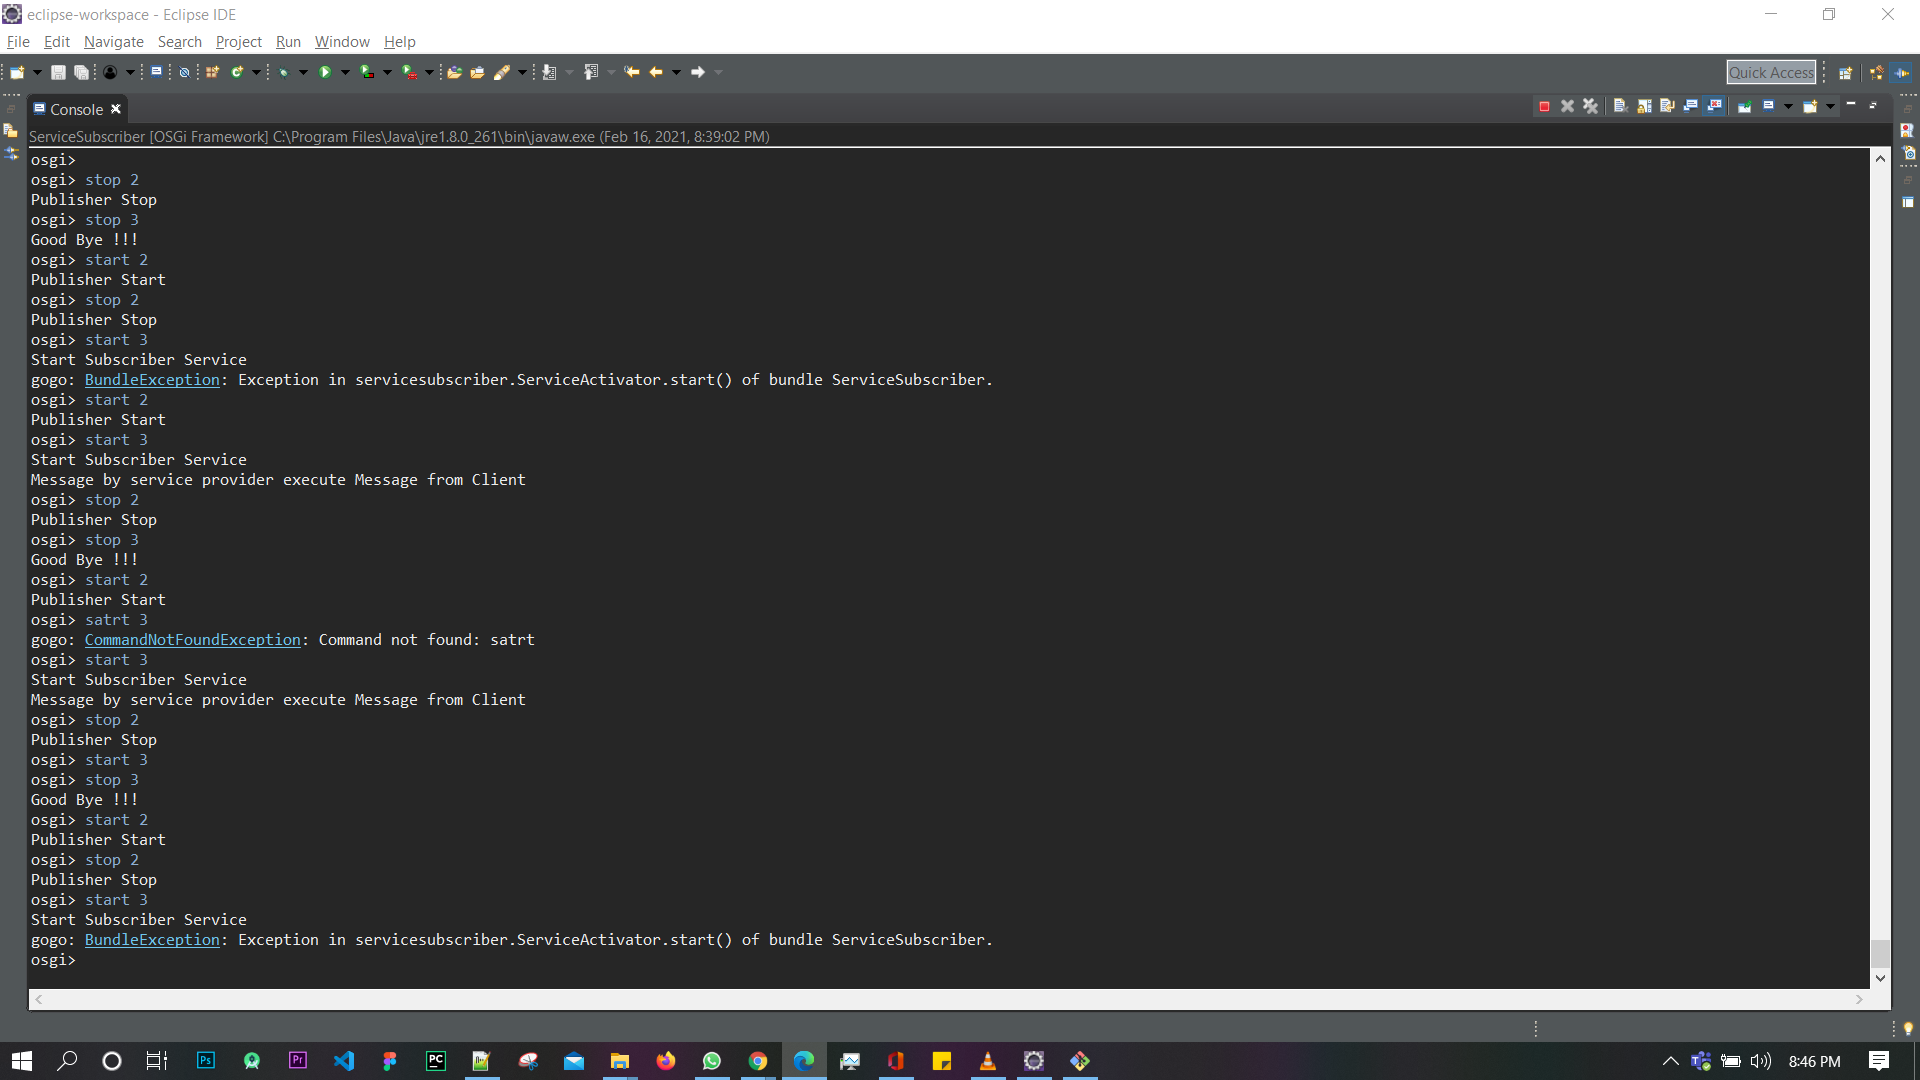 eclipse-workspace - Eclipse IDE
File Edit Navigate Search Project Run Window Help
Quick Access
Console
ServiceSubscriber [OSGi Framework] C:\Program Files\Java\jre1.8.0_261\bin\javaw.exe (Feb 16, 2021, 8:39:02 PM)
osgi>
osgi> stop 2
Publisher Stop
osgi> stop 3
Good Bye !!!
osgi> start 2
Publisher Start
osgi> stop 2
Publisher Stop
osgi> start 3
Start Subscriber Service
gogo: BundleException: Exception in servicesubscriber.ServiceActivator.start() of bundle ServiceSubscriber.
osgi> start 2
Publisher Start
osgi> start 3
Start Subscriber Service
Message by service provider execute Message from Client
osgi> stop 2
Publisher Stop
osgi> stop 3
Good Bye !!!
osgi> start 2
Publisher Start
osgi> satrt 3
gogo: CommandNotFoundException: Command not found: satrt
osgi> start 3
Start Subscriber Service
Message by service provider execute Message from Client
osgi> stop 2
Publisher Stop
osgi> start 3
osgi> stop 3
Good Bye !!!
osgi> start 2
Publisher Start
osgi> stop 2
Publisher Stop
osgi> start 3
Start Subscriber Service
gogo: BundleException: Exception in servicesubscriber.ServiceActivator.start() of bundle ServiceSubscriber.
osgi>
Ps Pr PC 8:46 PM